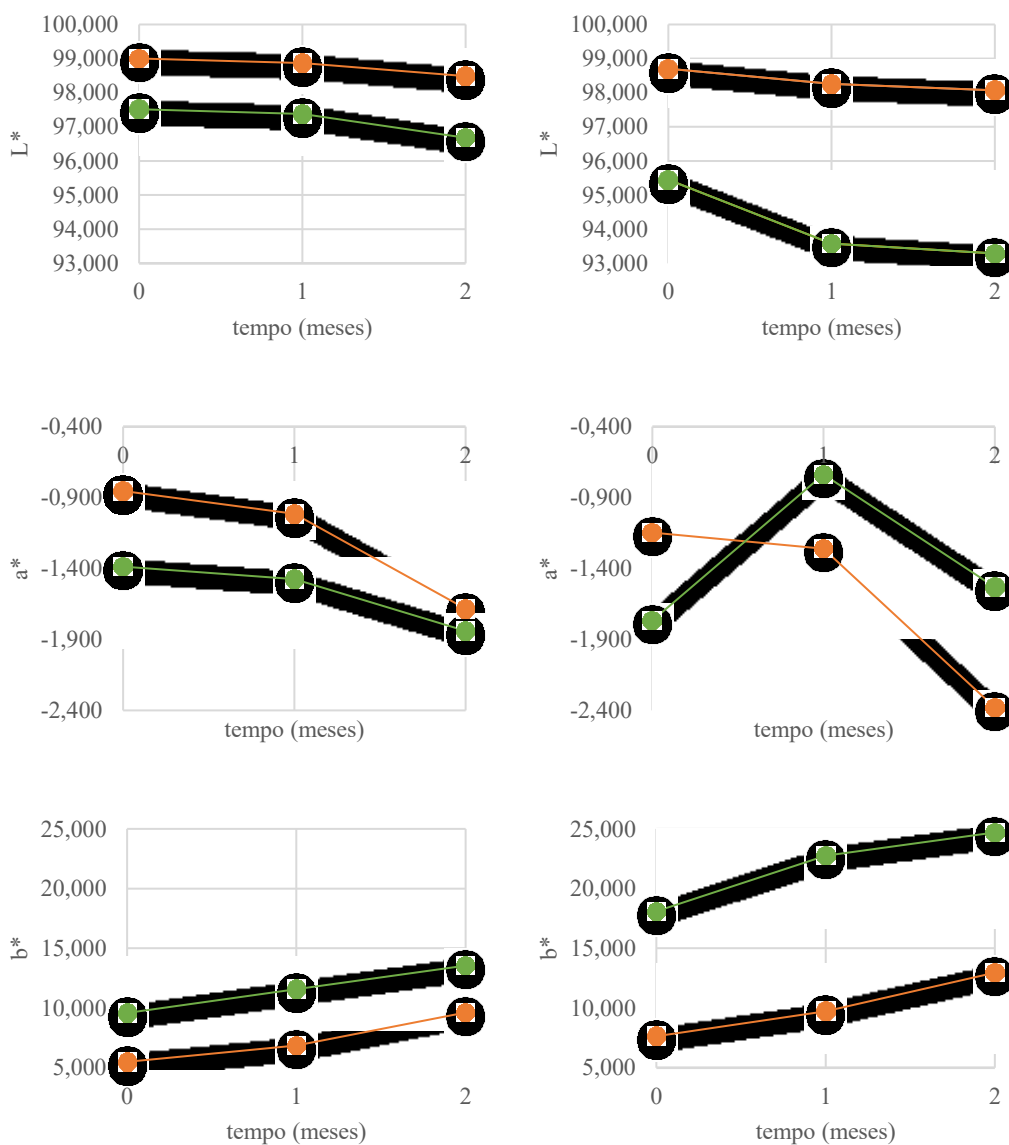 100,000
99,000
98,000
97,000
96,000
95,000
94,000
93,000
L*
0 1 2
tempo (meses)
100,000
99,000
98,000
97,000
96,000
95,000
94,000
93,000
L*
0 1 2
tempo (meses)
-0,400
-0,900
-1,400
-1,900
-2,400
a*
0 1 2
tempo (meses)
-0,400
-0,900
-1,400
-1,900
-2,400
a*
0 1 2
tempo (meses)
25,000
20,000
15,000
10,000
5,000
b*
0 1 2
tempo (meses)
25,000
20,000
15,000
10,000
5,000
b*
0 1 2
tempo (meses)